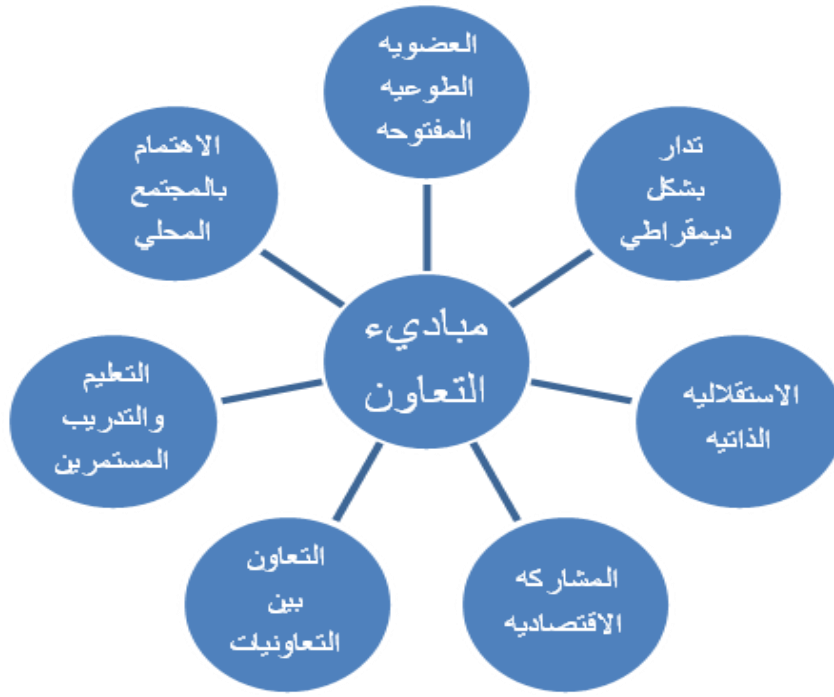 العضويه
الطوعيه
المفتوحه
تدار
بشكل
ديمقراطي
الاستقلاليه
الذاتيه
المشاركه
الاقتصاديه
التعاون
بين
التعاونيات
التعليم
والتدريب
المستمرين
الاهتمام
بالمجتمع
المحلي
مباديء
التعاون